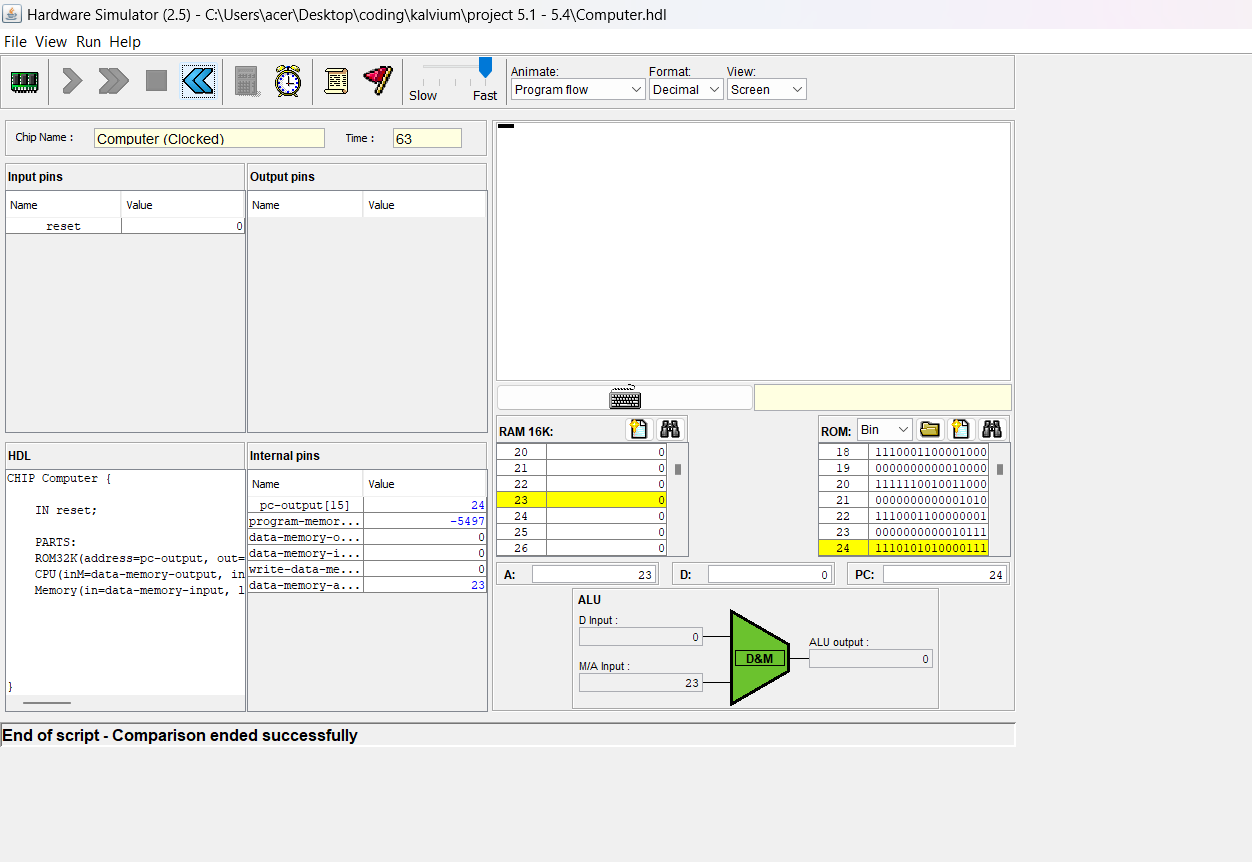 Hardware Simulator (2.5) - C:\Users\acer\Desktop\coding\kalvium\project 5.1 - 5.4\Computer.hdl
File View Run Help
Slow Fast
Animate: Format: View:
Program flow Decimal Screen
Chip Name : Computer (Clocked) Time : 63
Input pins
Name Value
reset 0
Output pins
Name Value
HDL
CHIP Computer {
IN reset;
PARTS:
ROM32K(address=pc-output, out=
CPU(inM=data-memory-output, in
Memory(in=data-memory-input, l
}
Internal pins
Name Value
pc-output[15] 24
program-memor... -5497
data-memory-o... 0
data-memory-i... 0
write-data-me... 0
data-memory-a... 23
RAM 16K:
20 0
21 0
22 0
23 0
24 0
25 0
26 0
ROM: Bin
18 1110001100001000
19 0000000000010000
20 1111110010011000
21 0000000000001010
22 1110001100000001
23 0000000000010111
24 1110101010000111
A: 23 D: 0 PC: 24
ALU
D Input :
0
M/A Input :
23
D&M
ALU output :
0
End of script - Comparison ended successfully